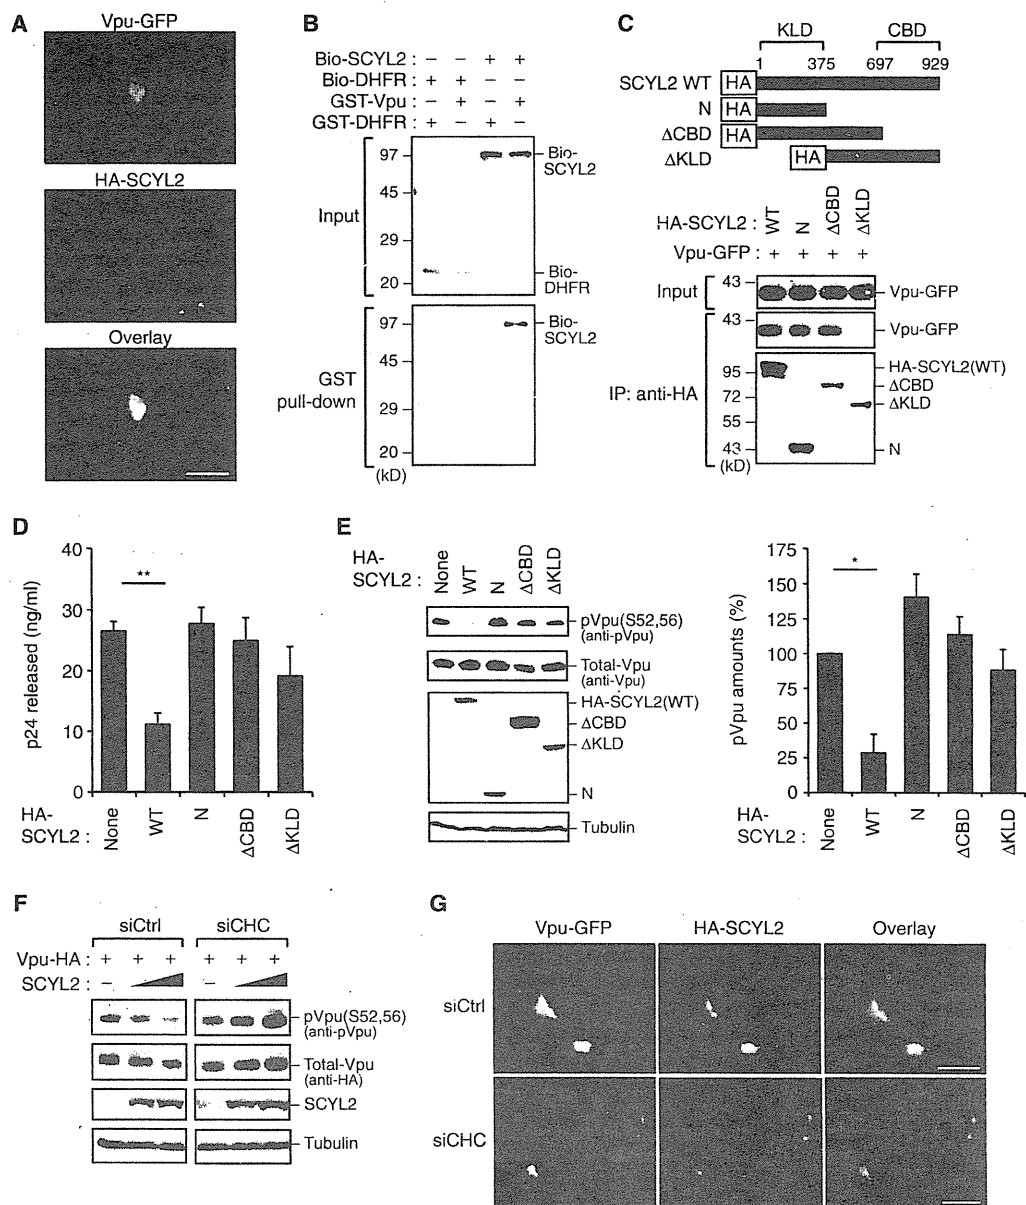 A
Vpu-GFP
HA-SCYL2
Overlay
B
Bio-SCYL2 : − − + +
Bio-DHFR : + + − −
GST-Vpu : − + − +
GST-DHFR : + − + −
Input
97
45
29
20
Bio-
SCYL2
Bio-
DHFR
GST
pull-down
97
45
29
20
(kD)
Bio-
SCYL2
C
KLD CBD
1 375 697 929
SCYL2 WT HA
N HA
ΔCBD HA
ΔKLD HA
HA-SCYL2 : WT N ΔCBD ΔKLD
Vpu-GFP : + + + +
Input
43
Vpu-GFP
43
Vpu-GFP
IP: anti-HA
95
72
55
43
(kD)
HA-SCYL2(WT)
ΔCBD
ΔKLD
N
D
p24 released (ng/ml)
40
30
20
10
0
**
HA-
SCYL2 : None WT N ΔCBD ΔKLD
E
HA-
SCYL2 : None WT N ΔCBD ΔKLD
pVpu(S52,56)
(anti-pVpu)
Total-Vpu
(anti-Vpu)
HA-SCYL2(WT)
ΔCBD
ΔKLD
N
Tubulin
pVpu amounts (%)
175
150
125
100
75
50
25
0
*
HA-
SCYL2 : None WT N ΔCBD ΔKLD
F
siCtrl siCHC
Vpu-HA : + + + + + +
SCYL2 : − −
pVpu(S52,56)
(anti-pVpu)
Total-Vpu
(anti-HA)
SCYL2
Tubulin
G
Vpu-GFP HA-SCYL2 Overlay
siCtrl
siCHC